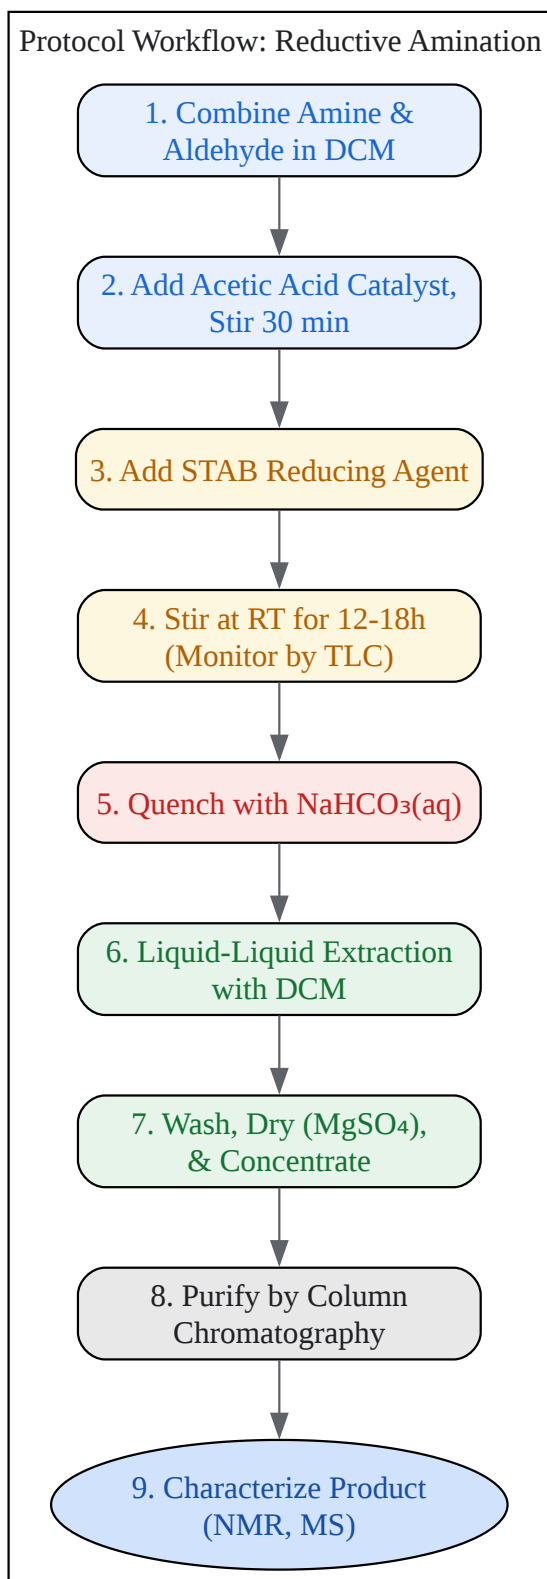 Protocol Workflow: Reductive Amination
1. Combine Amine &
Aldehyde in DCM
2. Add Acetic Acid Catalyst,
Stir 30 min
3. Add STAB Reducing Agent
4. Stir at RT for 12-18h
(Monitor by TLC)
5. Quench with NaHCO₃(aq)
6. Liquid-Liquid Extraction
with DCM
7. Wash, Dry (MgSO₄),
& Concentrate
8. Purify by Column
Chromatography
9. Characterize Product
(NMR, MS)